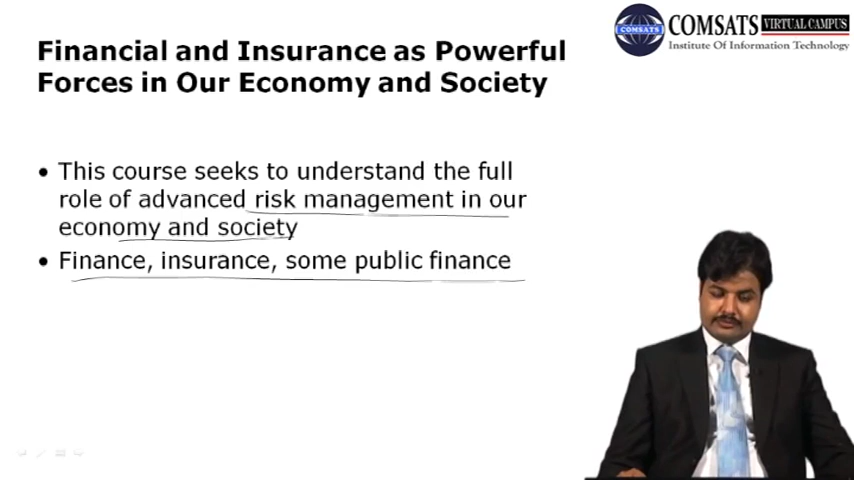 COMSATS VIRTUAL CAMPUS
COMSATS
Institute Of Information Technology
Financial and Insurance as Powerful
Forces in Our Economy and Society
• This course seeks to understand the full
role of advanced risk management in our
economy and society
• Finance, insurance, some public finance